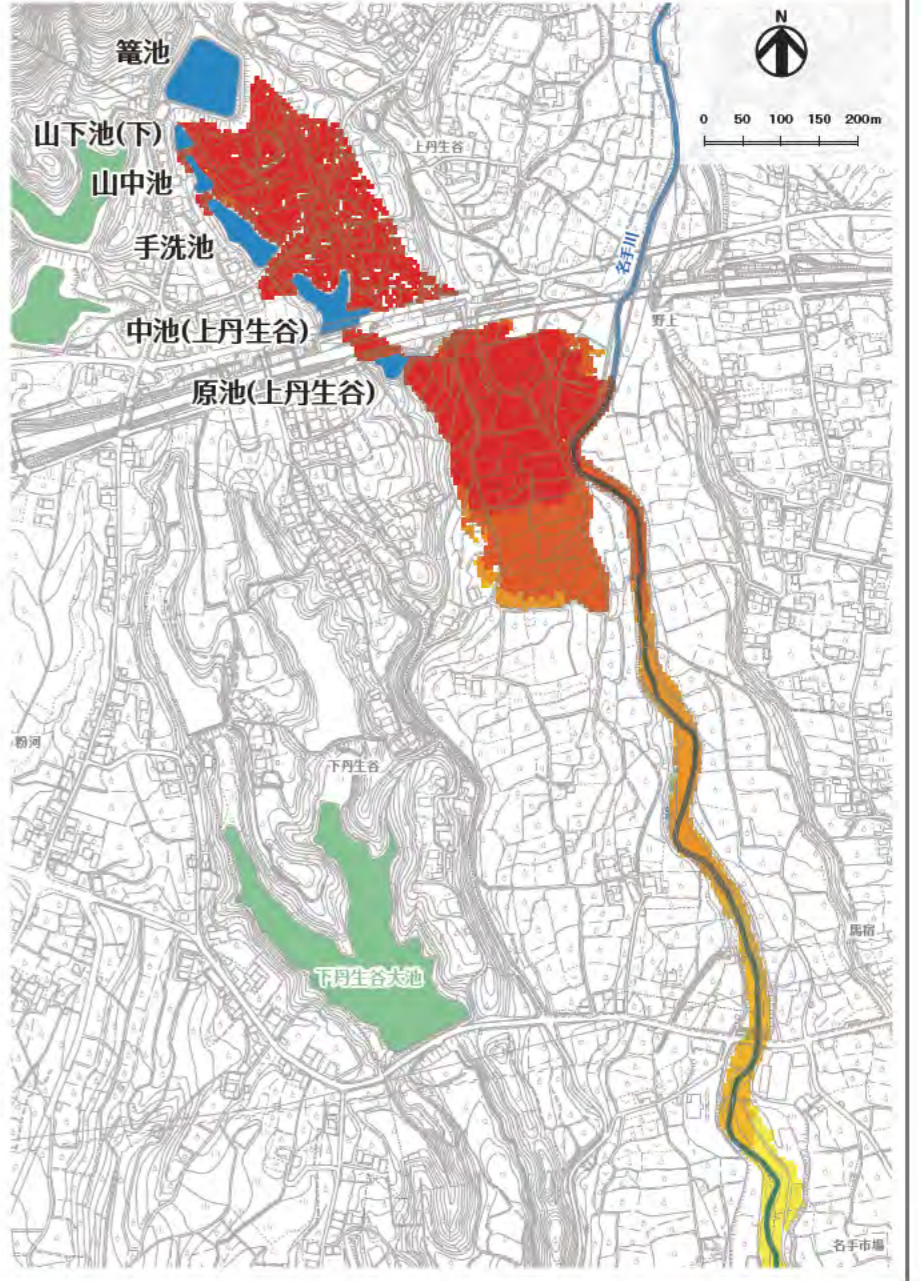 篭池
N
0 50 100 150 200m
山下池(下)
上丹生谷
山中池
手洗池
名手川
中池(上丹生谷)
野上
原池(上丹生谷)
粉河
下丹生谷
馬宿
下丹生谷大池
名手市場